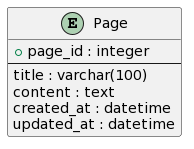 E Page
page_id : integer
title : varchar(100)
content : text
created_at : datetime
updated_at : datetime